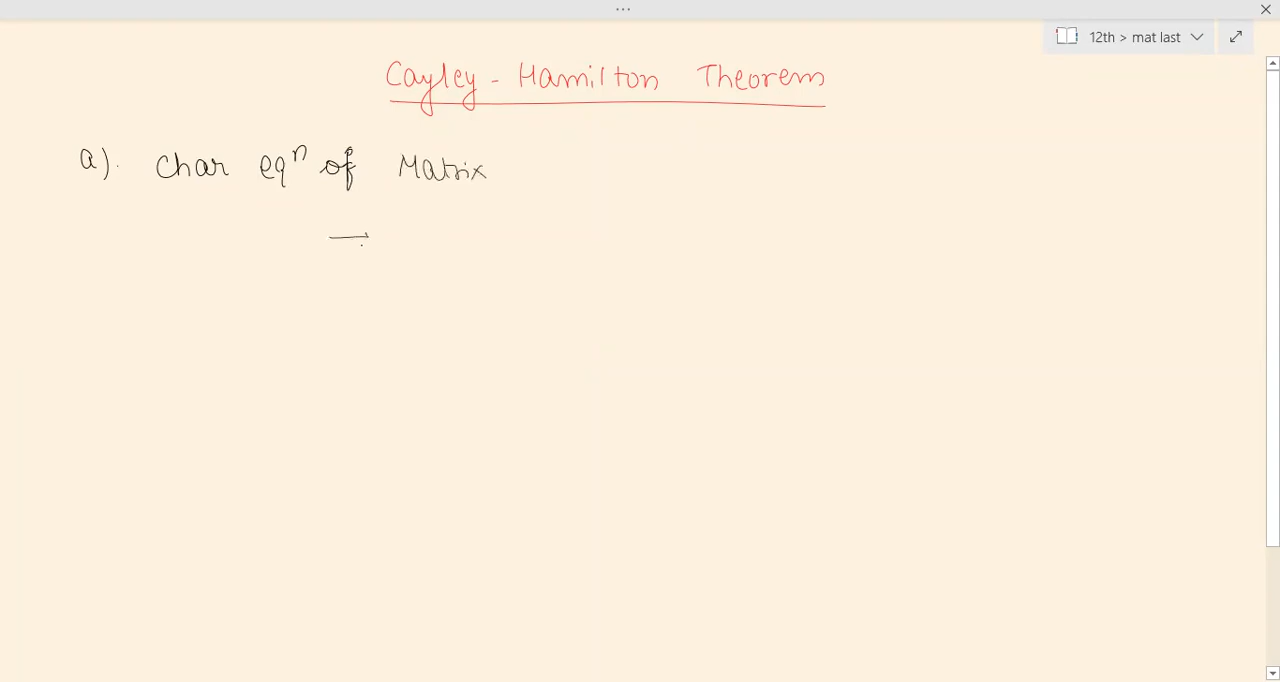 ...
12th > mat last
Cayley - Hamilton Theorem
a). Char eqⁿ of Matrix